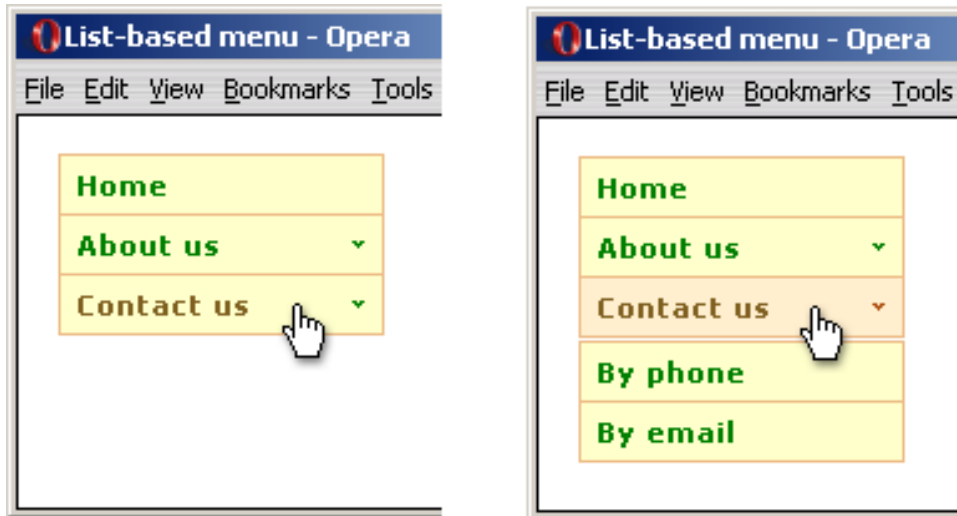 List-based menu - Opera
File Edit View Bookmarks Tools
Home
About us
Contact us
List-based menu - Opera
File Edit View Bookmarks Tools
Home
About us
Contact us
By phone
By email